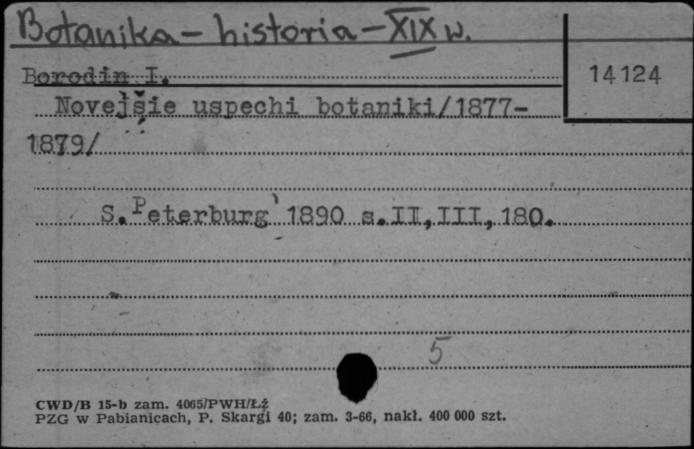 Botanika – historia – XIX w.
Borodin I.
14124
Novejšie uspechi botaniki/1877-
1879/
S.Peterburg 1890 s.II,III,180.
5
CWD/B 15-b zam. 4065/PWH/Łż
PZG w Pabianicach, P. Skargi 40; zam. 3-66, nakł. 400 000 szt.